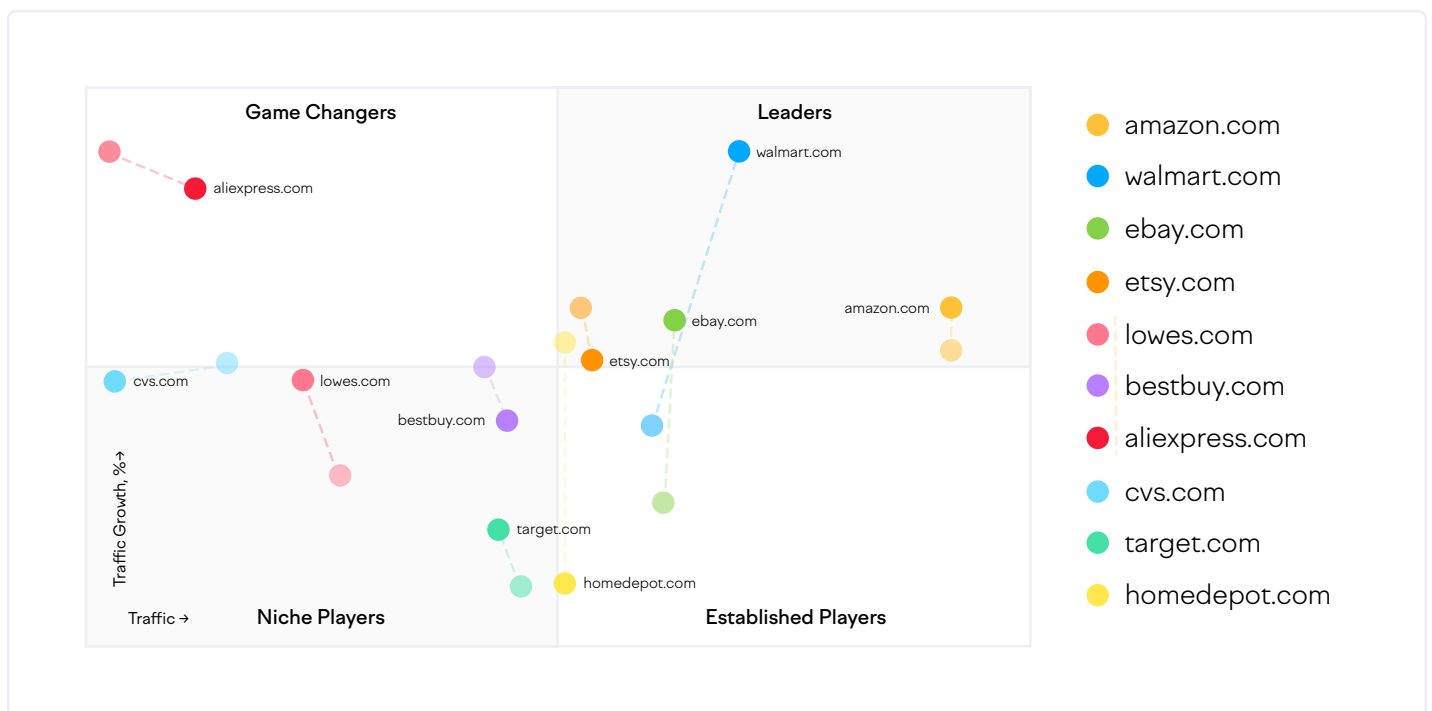 Game Changers
Leaders
walmart.com
aliexpress.com
amazon.com
ebay.com
etsy.com
cvs.com
lowes.com
bestbuy.com
target.com
homedepot.com
Traffic Growth, %→
Traffic →
Niche Players
Established Players
amazon.com
walmart.com
ebay.com
etsy.com
lowes.com
bestbuy.com
aliexpress.com
cvs.com
target.com
homedepot.com